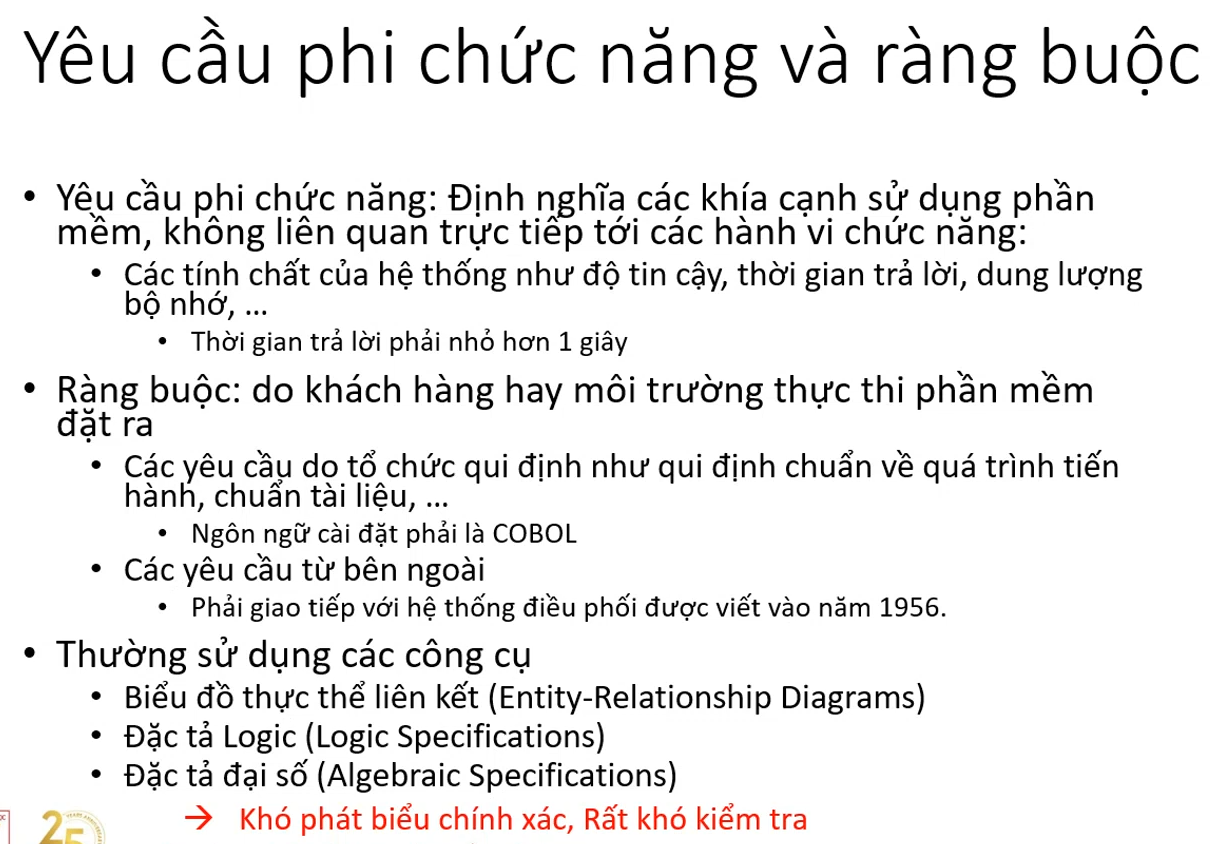 Yêu cầu phi chức năng và ràng buộc
• Yêu cầu phi chức năng: Định nghĩa các khía cạnh sử dụng phần
mềm, không liên quan trực tiếp tới các hành vi chức năng:
• Các tính chất của hệ thống như độ tin cậy, thời gian trả lời, dung lượng
bộ nhớ, ...
• Thời gian trả lời phải nhỏ hơn 1 giây
• Ràng buộc: do khách hàng hay môi trường thực thi phần mềm
đặt ra
• Các yêu cầu do tổ chức qui định như qui định chuẩn về quá trình tiến
hành, chuẩn tài liệu, ...
• Ngôn ngữ cài đặt phải là COBOL
• Các yêu cầu từ bên ngoài
• Phải giao tiếp với hệ thống điều phối được viết vào năm 1956.
• Thường sử dụng các công cụ
• Biểu đồ thực thể liên kết (Entity-Relationship Diagrams)
• Đặc tả Logic (Logic Specifications)
• Đặc tả đại số (Algebraic Specifications)
→ Khó phát biểu chính xác, Rất khó kiểm tra
25
YEARS ANNIVERSARY